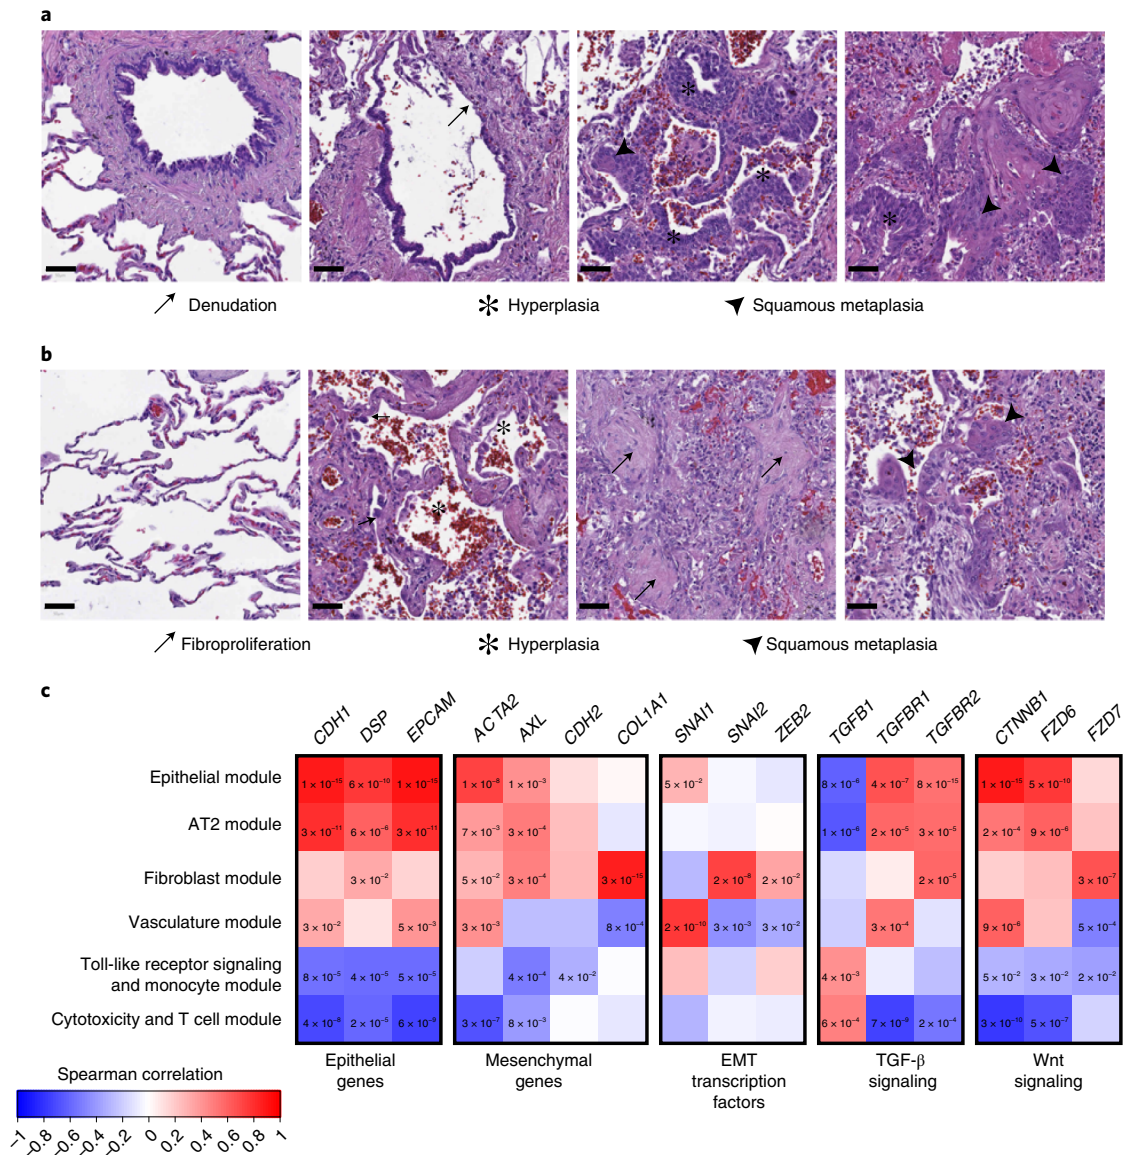 a
Denudation
Hyperplasia
Squamous metaplasia
b
Fibroproliferation
Hyperplasia
Squamous metaplasia
c
CDH1 DSP EPCAM ACTA2 AXL CDH2 COL1A1 SNAI1 SNAI2 ZEB2 TGFB1 TGFBR1 TGFBR2 CTNNB1 FZD6 FZD7
Epithelial module 1 × 10⁻¹⁵ 6 × 10⁻¹⁰ 1 × 10⁻¹⁵ 1 × 10⁻⁸ 1 × 10⁻³ 5 × 10⁻² 8 × 10⁻⁶ 4 × 10⁻⁷ 8 × 10⁻¹⁵ 1 × 10⁻¹⁵ 5 × 10⁻¹⁰
AT2 module 3 × 10⁻¹¹ 6 × 10⁻⁶ 3 × 10⁻¹¹ 7 × 10⁻³ 3 × 10⁻⁴ 1 × 10⁻⁶ 2 × 10⁻⁵ 3 × 10⁻⁵ 2 × 10⁻⁴ 9 × 10⁻⁶
Fibroblast module 3 × 10⁻² 5 × 10⁻² 3 × 10⁻⁴ 3 × 10⁻¹⁵ 2 × 10⁻⁸ 2 × 10⁻² 2 × 10⁻⁵ 3 × 10⁻⁷
Vasculature module 3 × 10⁻² 5 × 10⁻³ 3 × 10⁻³ 8 × 10⁻⁴ 2 × 10⁻¹⁰ 3 × 10⁻³ 3 × 10⁻² 3 × 10⁻⁴ 9 × 10⁻⁶ 5 × 10⁻⁴
Toll-like receptor signaling
and monocyte module 8 × 10⁻⁵ 4 × 10⁻⁵ 5 × 10⁻⁵ 4 × 10⁻⁴ 4 × 10⁻² 4 × 10⁻³ 5 × 10⁻² 3 × 10⁻² 2 × 10⁻²
Cytotoxicity and T cell module 4 × 10⁻⁸ 2 × 10⁻⁵ 6 × 10⁻⁹ 3 × 10⁻⁷ 8 × 10⁻³ 6 × 10⁻⁴ 7 × 10⁻⁹ 2 × 10⁻⁴ 3 × 10⁻¹⁰ 5 × 10⁻⁷
Epithelial
genes
Mesenchymal
genes
EMT
transcription
factors
TGF-β
signaling
Wnt
signaling
Spearman correlation
−1 −0.8 −0.6 −0.4 −0.2 0 0.2 0.4 0.6 0.8 1